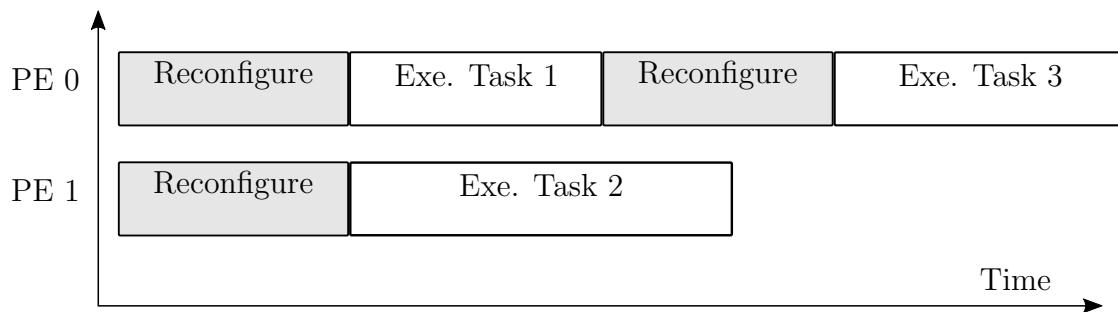 PE 0
Reconfigure
Exe. Task 1
Reconfigure
Exe. Task 3
PE 1
Reconfigure
Exe. Task 2
Time